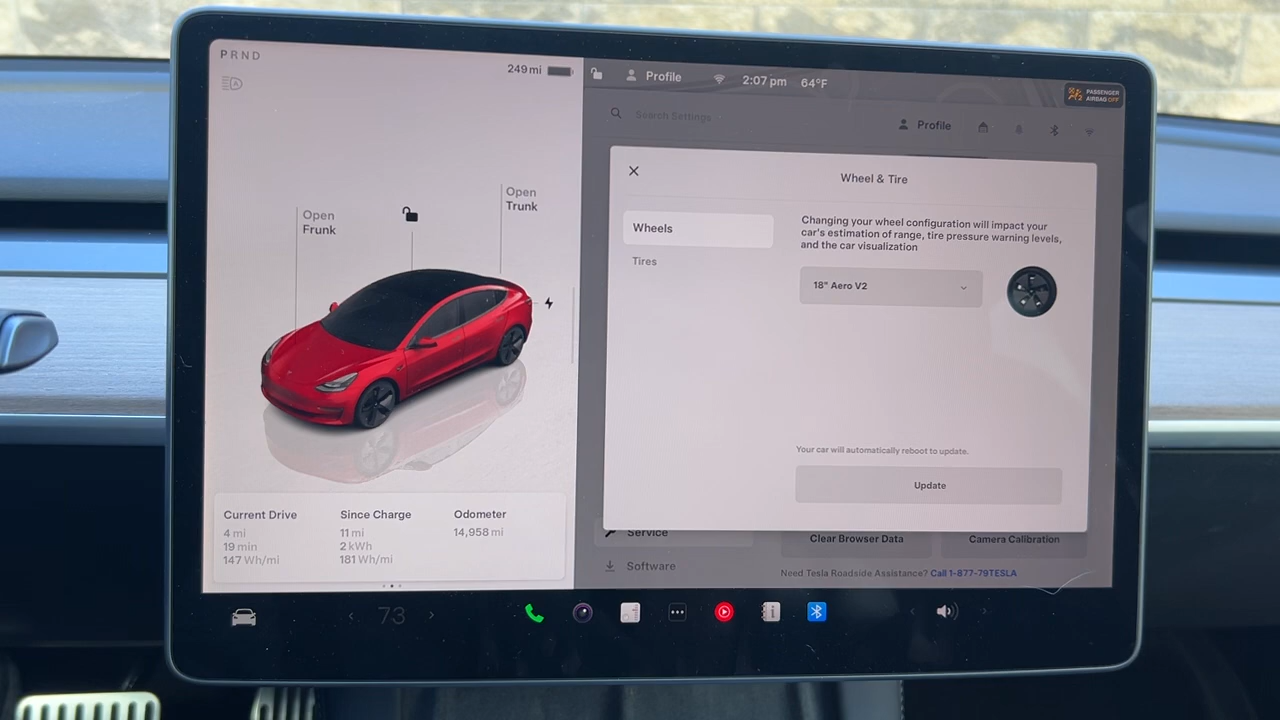 PRND
249 mi
Open
Frunk
Open
Trunk
Current Drive
4 mi
19 min
147 Wh/mi
Since Charge
11 mi
2 kWh
181 Wh/mi
Odometer
14,958 mi
Profile
2:07 pm
64°F
PASSENGER
AIRBAG OFF
Search Settings
Profile
Wheel & Tire
Wheels
Tires
Changing your wheel configuration will impact your
car's estimation of range, tire pressure warning levels,
and the car visualization
18" Aero V2
Your car will automatically reboot to update.
Update
Service
Software
Clear Browser Data
Camera Calibration
Need Tesla Roadside Assistance? Call 1-877-79TESLA
73